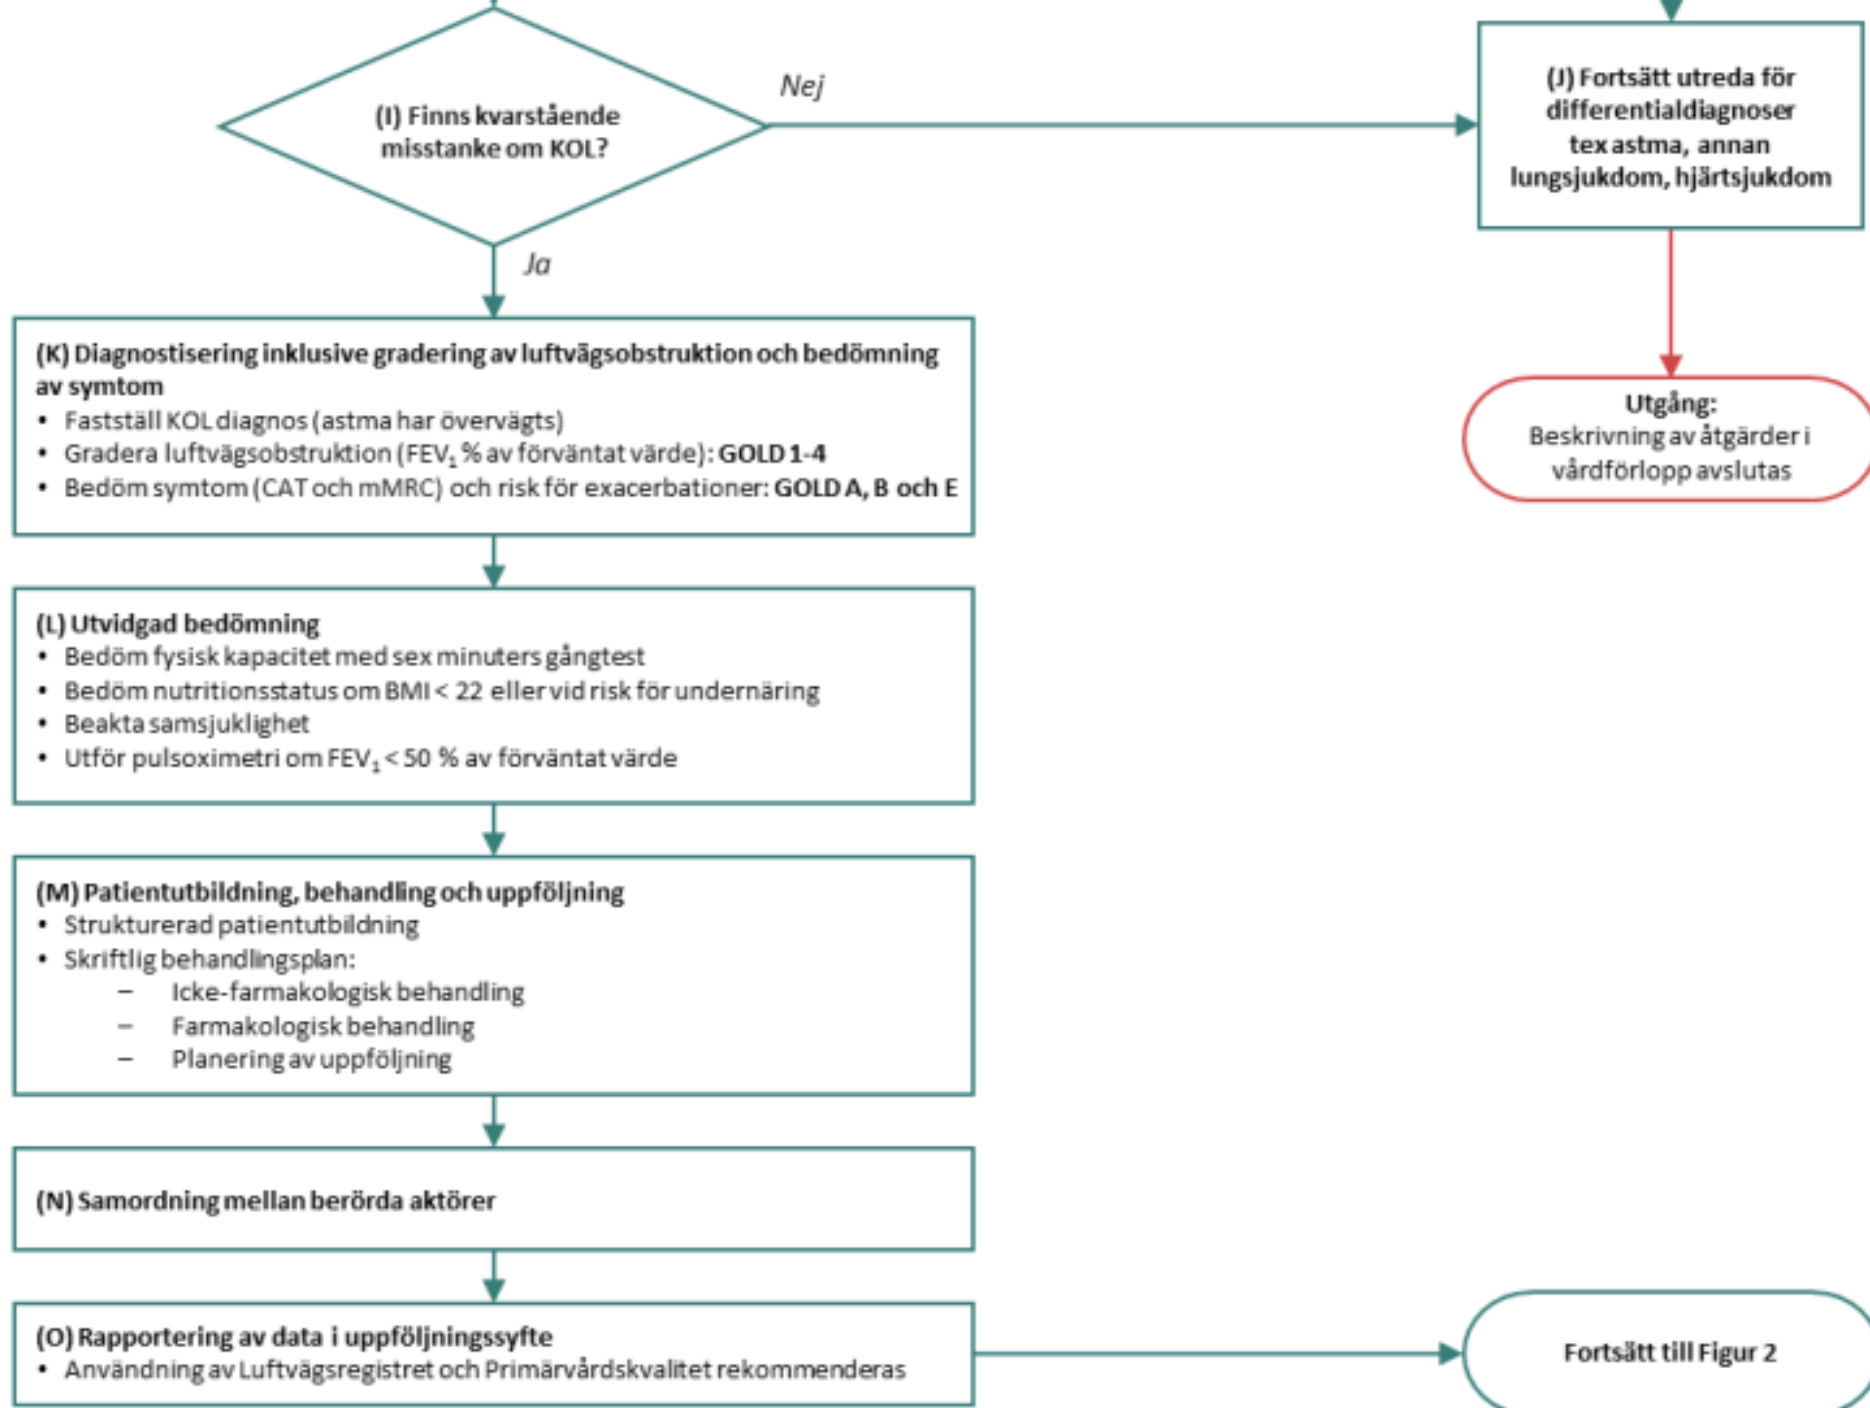 (I) Finns kvarstående
misstanke om KOL?
Nej
(J) Fortsätt utreda för
differentialdiagnoser
tex astma, annan
lungsjukdom, hjärtsjukdom
Ja
Utgång:
Beskrivning av åtgärder i
vårdförlopp avslutas
(K) Diagnostisering inklusive gradering av luftvägsobstruktion och bedömning
av symtom
• Fastställ KOL diagnos (astma har övervägts)
• Gradera luftvägsobstruktion (FEV₁ % av förväntat värde): GOLD 1-4
• Bedöm symtom (CAT och mMRC) och risk för exacerbationer: GOLD A, B och E
(L) Utvidgad bedömning
• Bedöm fysisk kapacitet med sex minuters gångtest
• Bedöm nutritionsstatus om BMI < 22 eller vid risk för undernäring
• Beakta samsjuklighet
• Utför pulsoximetri om FEV₁ < 50 % av förväntat värde
(M) Patientutbildning, behandling och uppföljning
• Strukturerad patientutbildning
• Skriftlig behandlingsplan:
– Icke-farmakologisk behandling
– Farmakologisk behandling
– Planering av uppföljning
(N) Samordning mellan berörda aktörer
(O) Rapportering av data i uppföljningssyfte
• Användning av Luftvägsregistret och Primärvårdskvalitet rekommenderas
Fortsätt till Figur 2